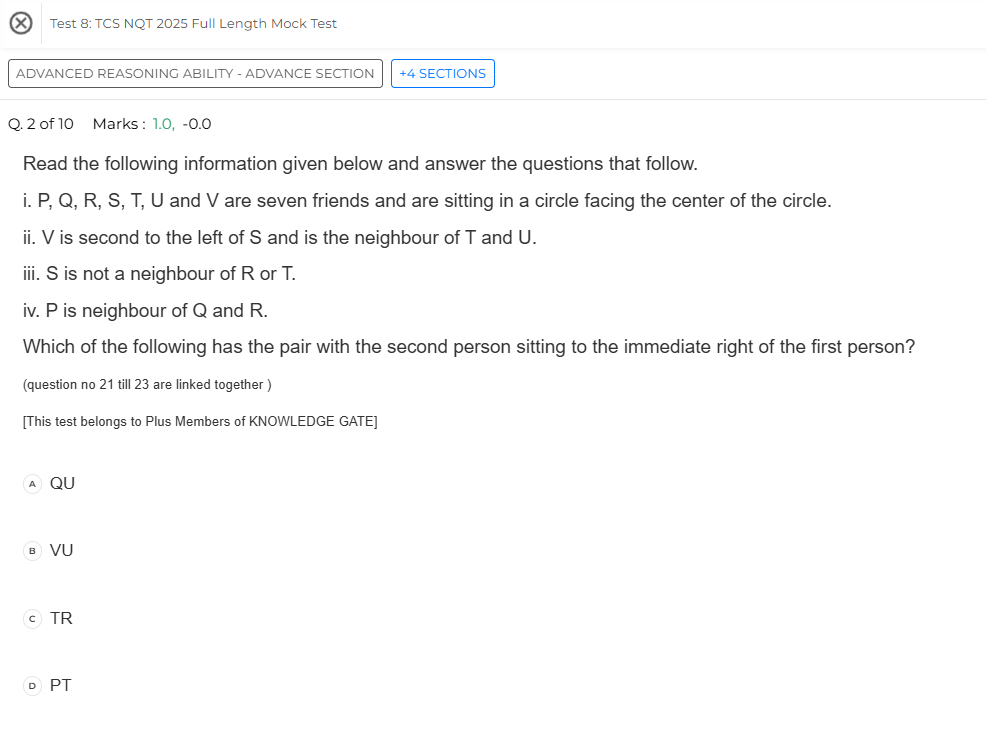 Test 8: TCS NQT 2025 Full Length Mock Test
ADVANCED REASONING ABILITY - ADVANCE SECTION +4 SECTIONS
Q. 2 of 10 Marks : 1.0, -0.0
Read the following information given below and answer the questions that follow.
i. P, Q, R, S, T, U and V are seven friends and are sitting in a circle facing the center of the circle.
ii. V is second to the left of S and is the neighbour of T and U.
iii. S is not a neighbour of R or T.
iv. P is neighbour of Q and R.
Which of the following has the pair with the second person sitting to the immediate right of the first person?
(question no 21 till 23 are linked together )
[This test belongs to Plus Members of KNOWLEDGE GATE]
A QU
B VU
C TR
D PT